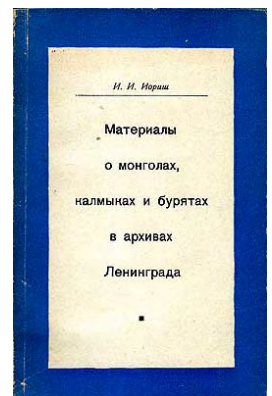 И. И. Иориш
Материалы
о монголах,
калмыках и бурятах
в архивах
Ленинграда